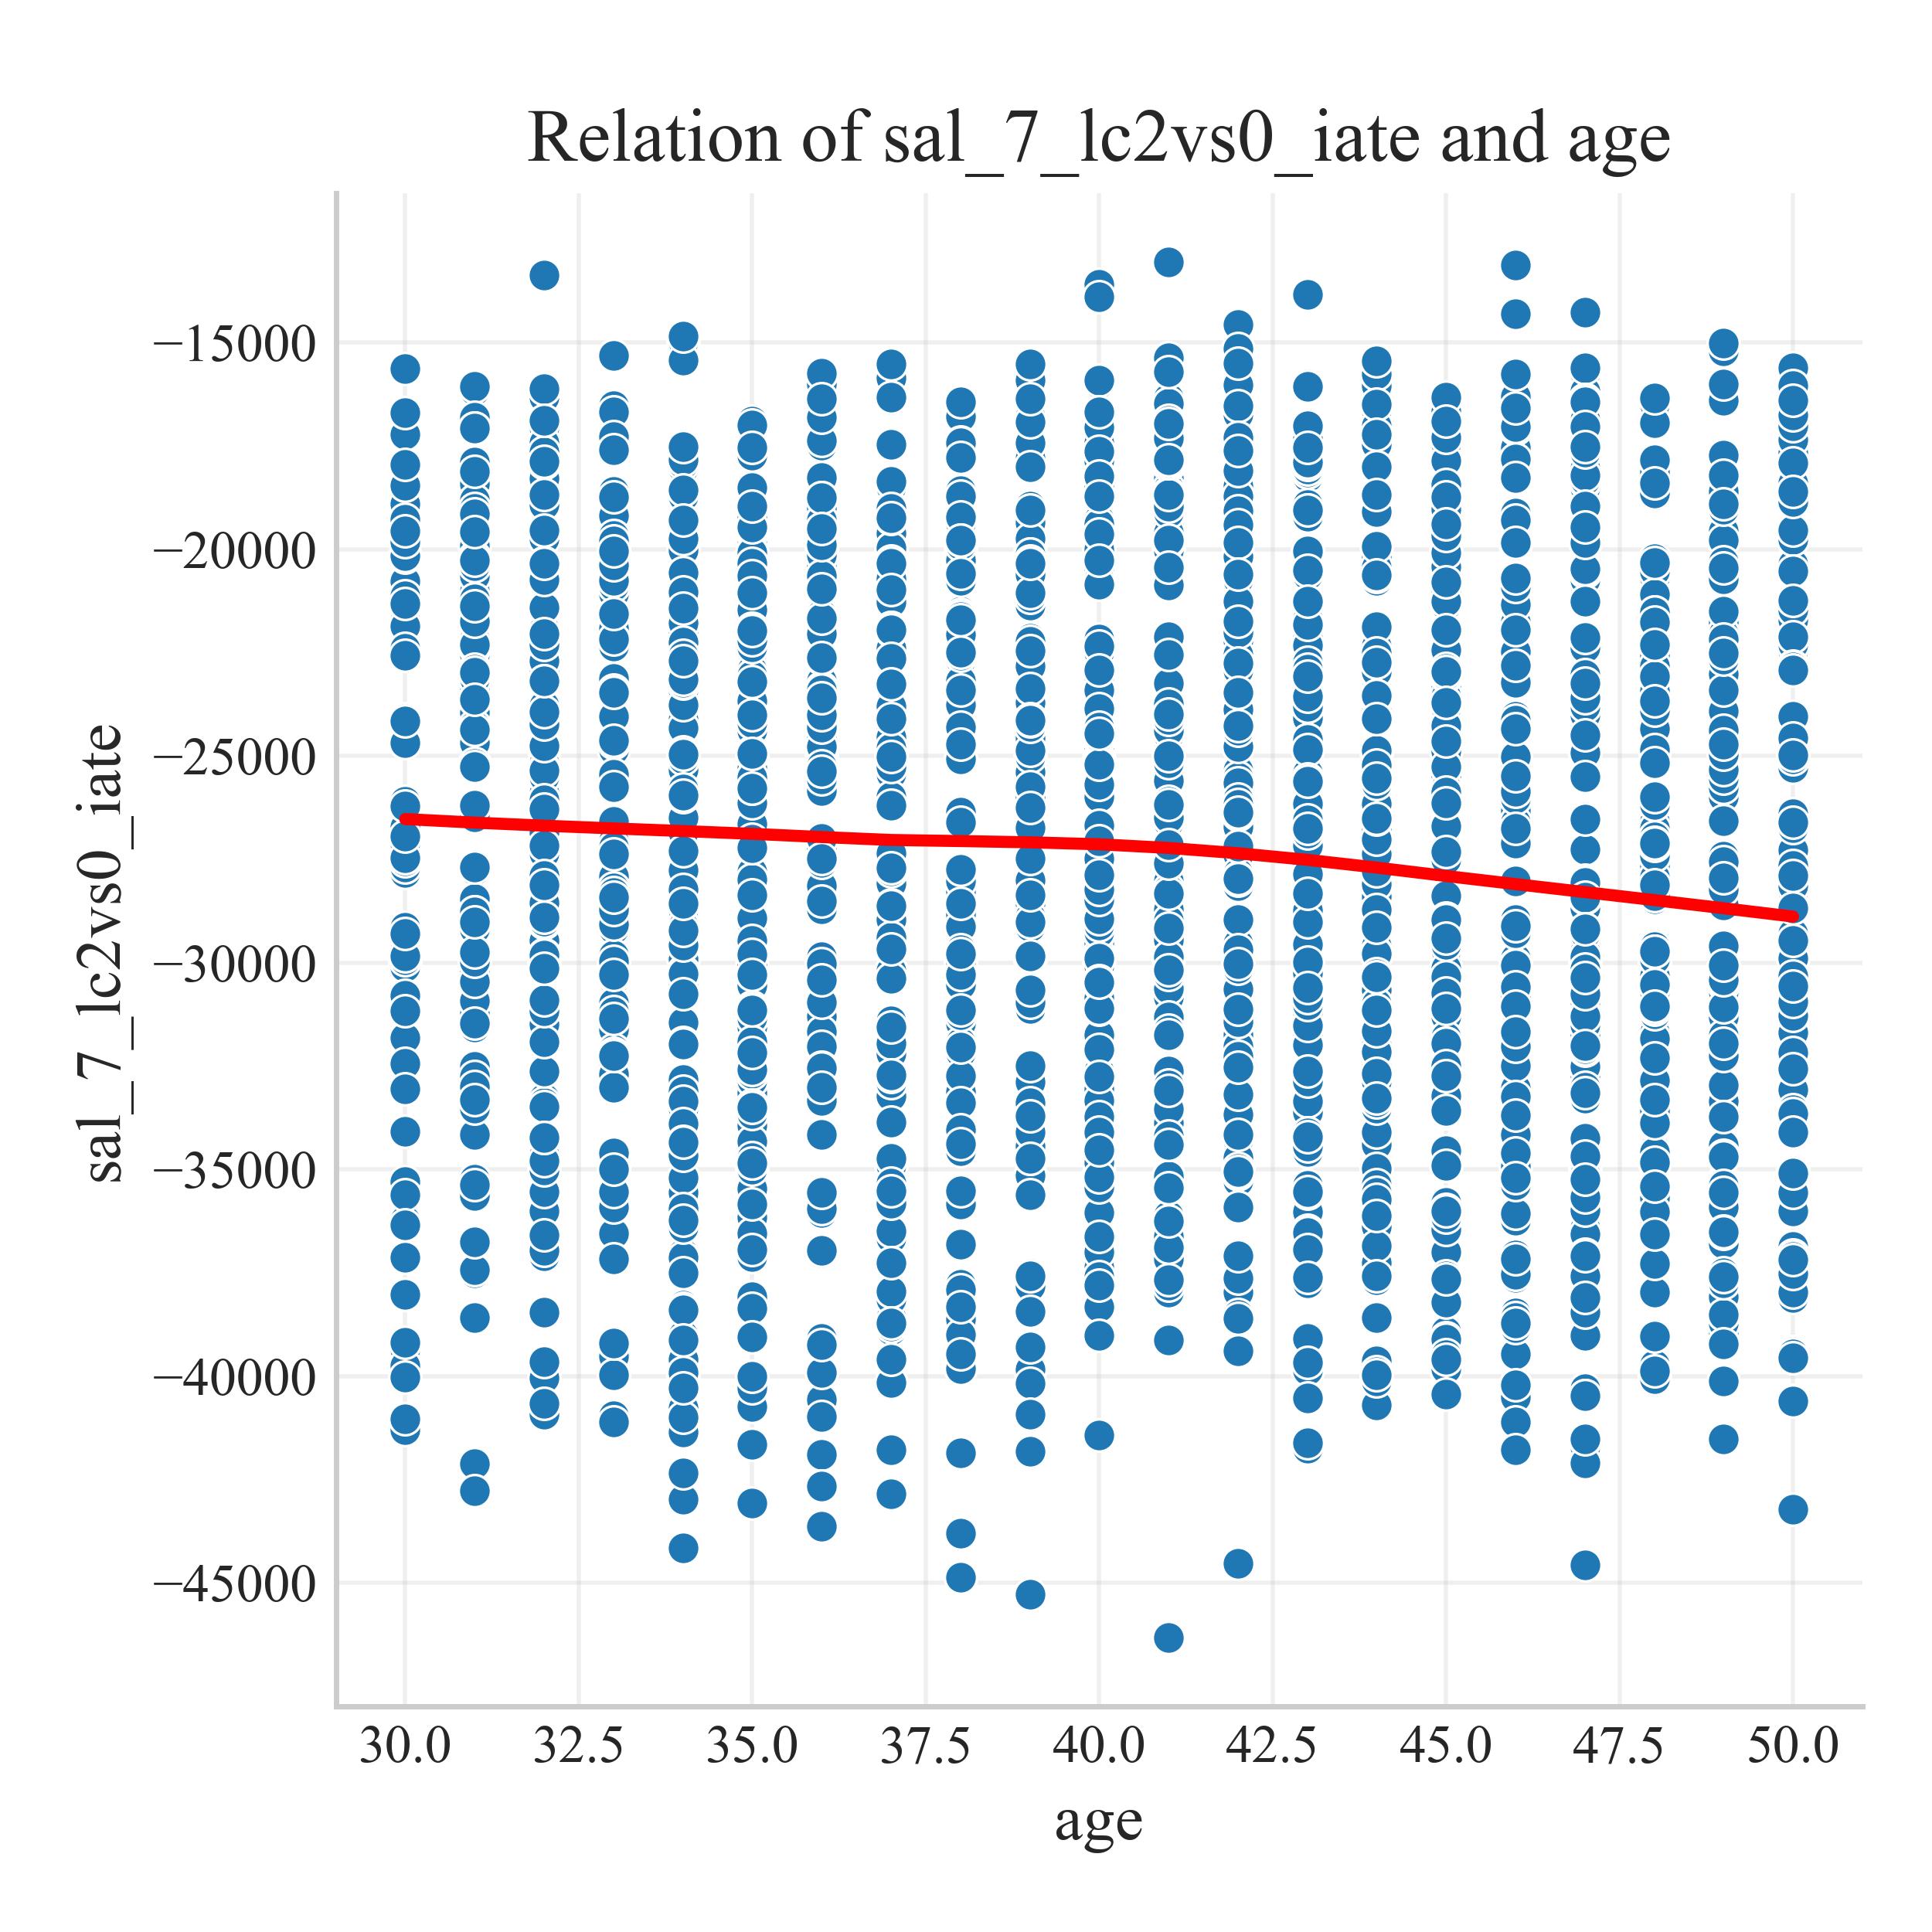 Relation of sal_7_lc2vs0_iate and age
sal_7_lc2vs0_iate
−15000
−20000
−25000
−30000
−35000
−40000
−45000
30.0 32.5 35.0 37.5 40.0 42.5 45.0 47.5 50.0
age